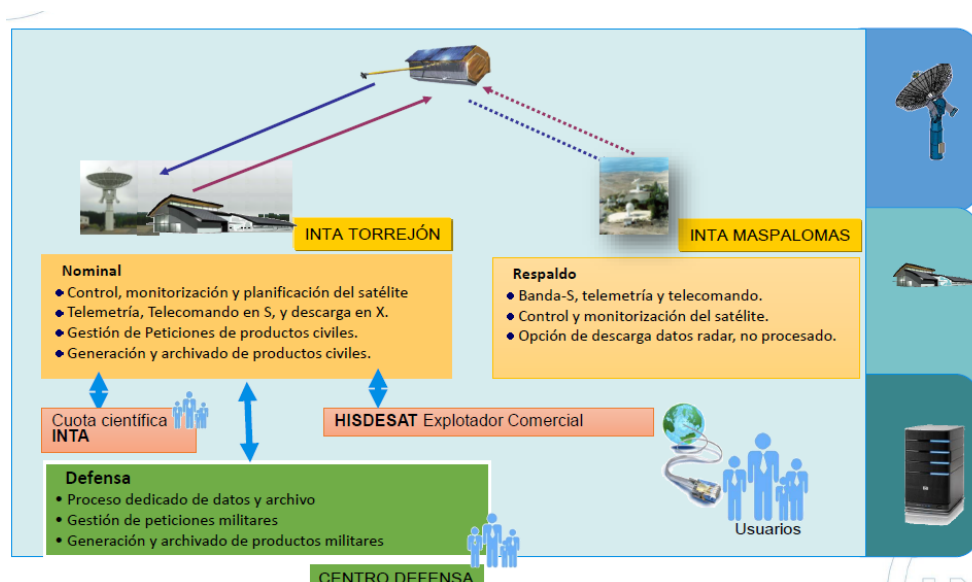 INTA TORREJÓN
INTA MASPALOMAS
Nominal
• Control, monitorización y planificación del satélite
• Telemetría, Telecomando en S, y descarga en X.
• Gestión de Peticiones de productos civiles.
• Generación y archivado de productos civiles.
Respaldo
• Banda-S, telemetría y telecomando.
• Control y monitorización del satélite.
• Opción de descarga datos radar, no procesado.
Cuota científica
INTA
HISDESAT Explotador Comercial
Defensa
• Proceso dedicado de datos y archivo
• Gestión de peticiones militares
• Generación y archivado de productos militares
Usuarios
CENTRO DEFENSA